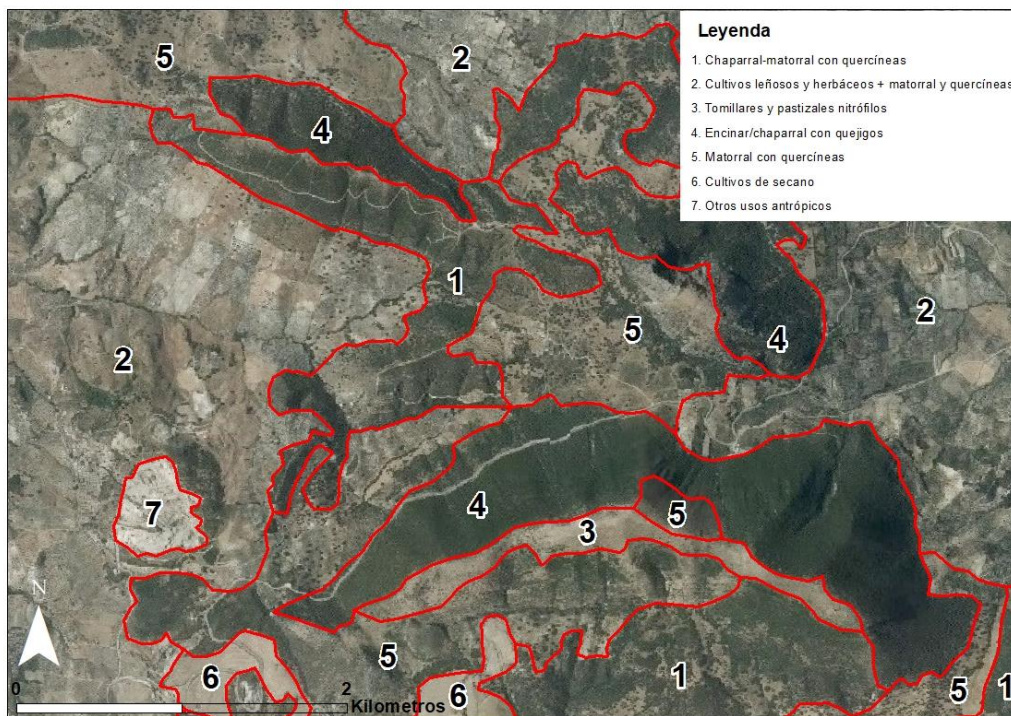 Leyenda
1. Chaparral-matorral con quercíneas
2. Cultivos leñosos y herbáceos + matorral y quercíneas
3. Tomillares y pastizales nitrófilos
4. Encinar/chaparral con quejigos
5. Matorral con quercíneas
6. Cultivos de secano
7. Otros usos antrópicos
5
2
4
1
2
5
4
2
7
4
5
3
N
5
1
6
6
5
1
0
2
Kilometros